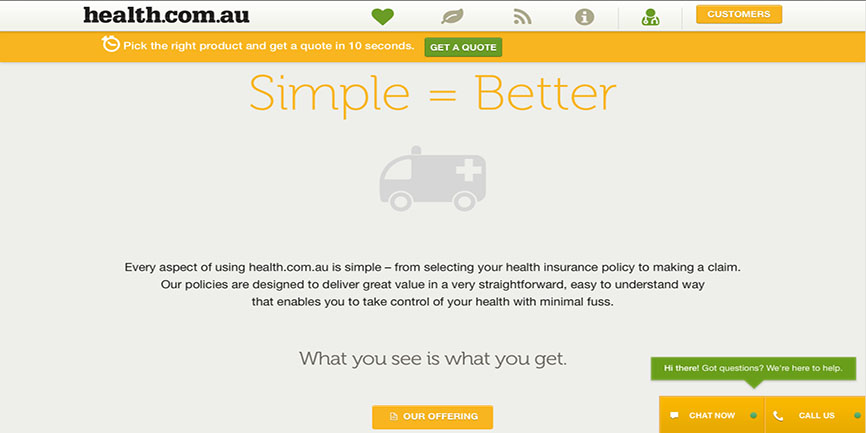 health.com.au
CUSTOMERS
Pick the right product and get a quote in 10 seconds.
GET A QUOTE
Simple = Better
Every aspect of using health.com.au is simple – from selecting your health insurance policy to making a claim.
Our policies are designed to deliver great value in a very straightforward, easy to understand way
that enables you to take control of your health with minimal fuss.
What you see is what you get.
OUR OFFERING
Hi there! Got questions? We're here to help.
CHAT NOW
CALL US